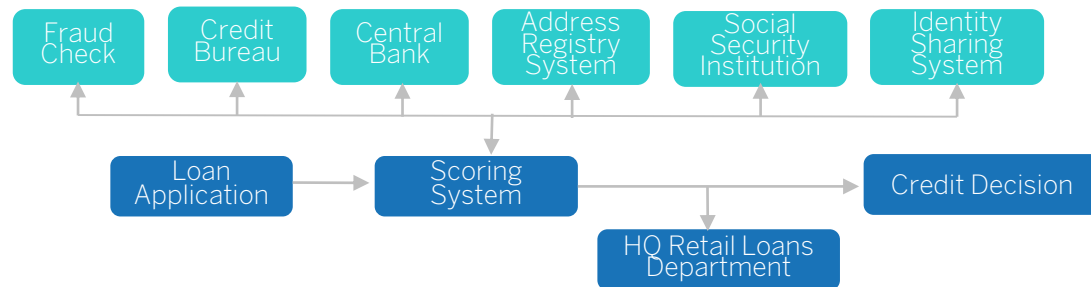 Fraud
Check
Credit
Bureau
Central
Bank
Address
Registry
System
Social
Security
Institution
Identity
Sharing
System
Loan
Application
Scoring
System
Credit Decision
HQ Retail Loans
Department